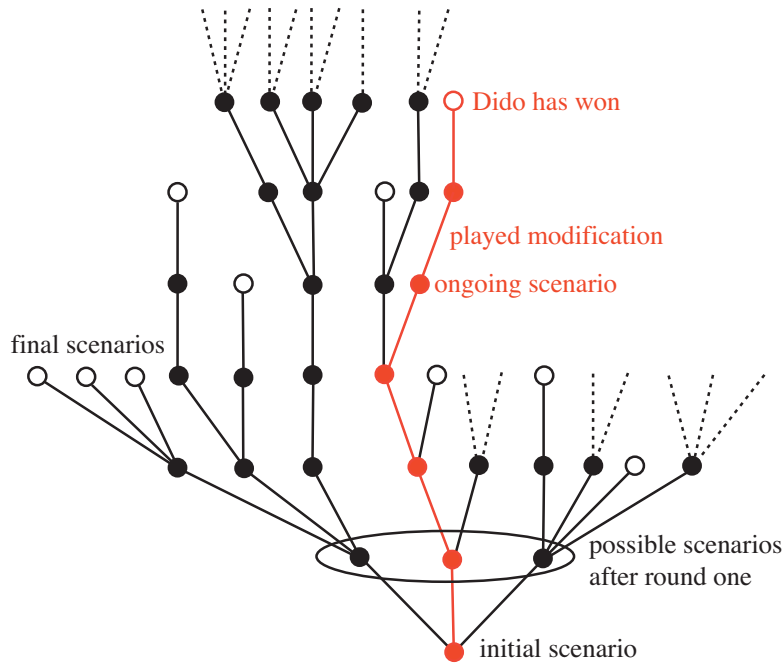 Dido has won
played modification
ongoing scenario
final scenarios
possible scenarios
after round one
initial scenario